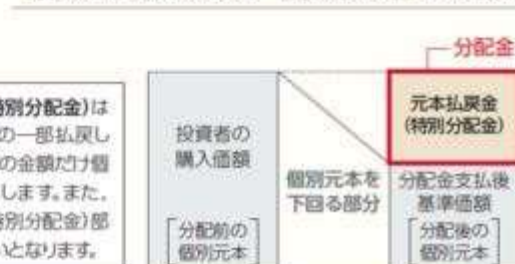 分配金
特別分配金)は
の一部払戻し
の金額だけ個
します。また、
特別分配金)部
いとなります。
投資者の
購入価額
分配前の
個別元本
個別元本を
下回る部分
元本払戻金
(特別分配金)
分配金支払後
基準価額
分配後の
個別元本